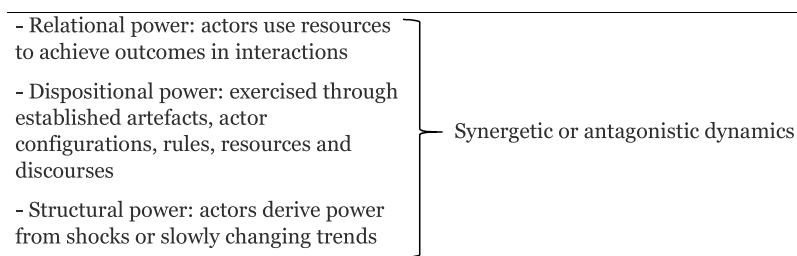 - Relational power: actors use resources
to achieve outcomes in interactions
- Dispositional power: exercised through
established artefacts, actor
configurations, rules, resources and
discourses
- Structural power: actors derive power
from shocks or slowly changing trends
Synergetic or antagonistic dynamics